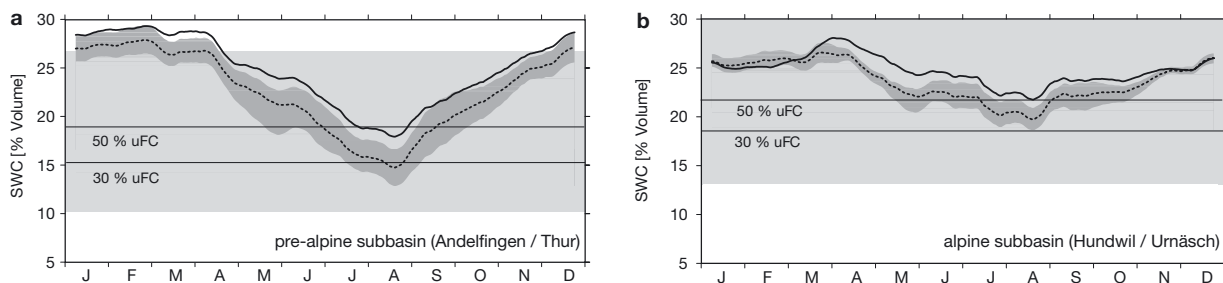 a
SWC [% Volume]
30
25
20
15
10
5
50 % uFC
30 % uFC
pre-alpine subbasin (Andelfingen / Thur)
J F M A M J J A S O N D
b
SWC [% Volume]
30
25
20
15
10
5
50 % uFC
30 % uFC
alpine subbasin (Hundwil / Urnäsch)
J F M A M J J A S O N D